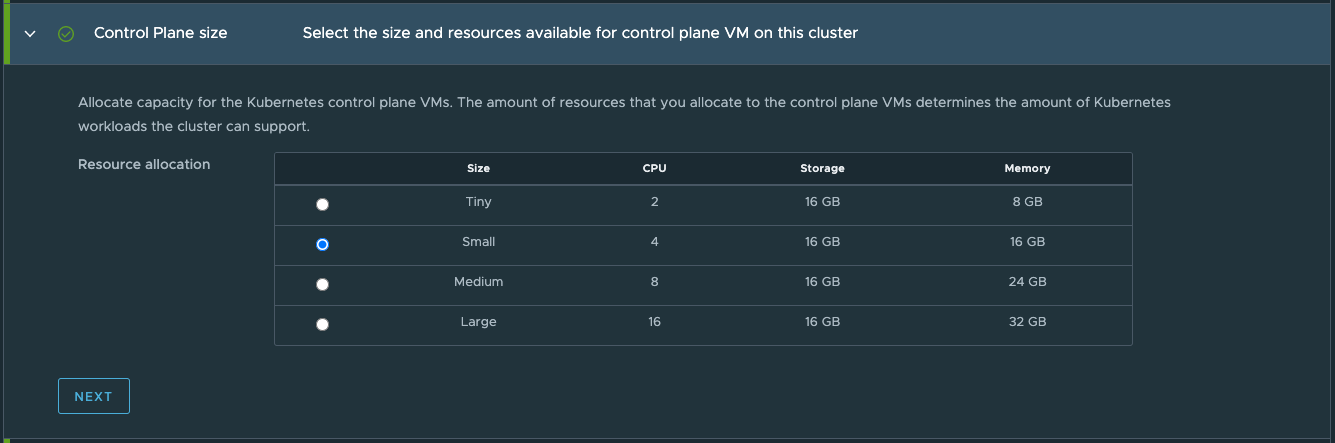 Control Plane size Select the size and resources available for control plane VM on this cluster
Allocate capacity for the Kubernetes control plane VMs. The amount of resources that you allocate to the control plane VMs determines the amount of Kubernetes
workloads the cluster can support.
Resource allocation
Size CPU Storage Memory
Tiny 2 16 GB 8 GB
Small 4 16 GB 16 GB
Medium 8 16 GB 24 GB
Large 16 16 GB 32 GB
NEXT